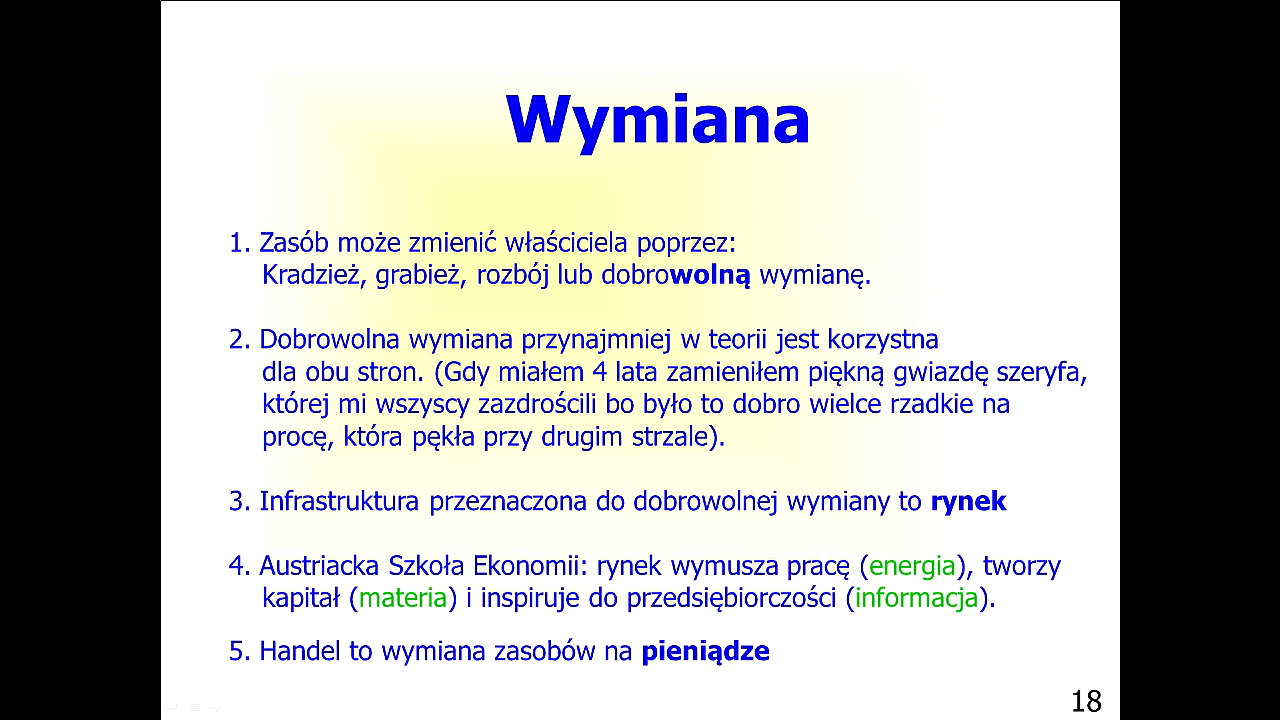 Wymiana
1. Zasób może zmienić właściciela poprzez:
Kradzież, grabież, rozbój lub dobrowolną wymianę.
2. Dobrowolna wymiana przynajmniej w teorii jest korzystna
dla obu stron. (Gdy miałem 4 lata zamieniłem piękną gwiazdę szeryfa,
której mi wszyscy zazdrościli bo było to dobro wielce rzadkie na
procę, która pękła przy drugim strzale).
3. Infrastruktura przeznaczona do dobrowolnej wymiany to rynek
4. Austriacka Szkoła Ekonomii: rynek wymusza pracę (energia), tworzy
kapitał (materia) i inspiruje do przedsiębiorczości (informacja).
5. Handel to wymiana zasobów na pieniądze
18